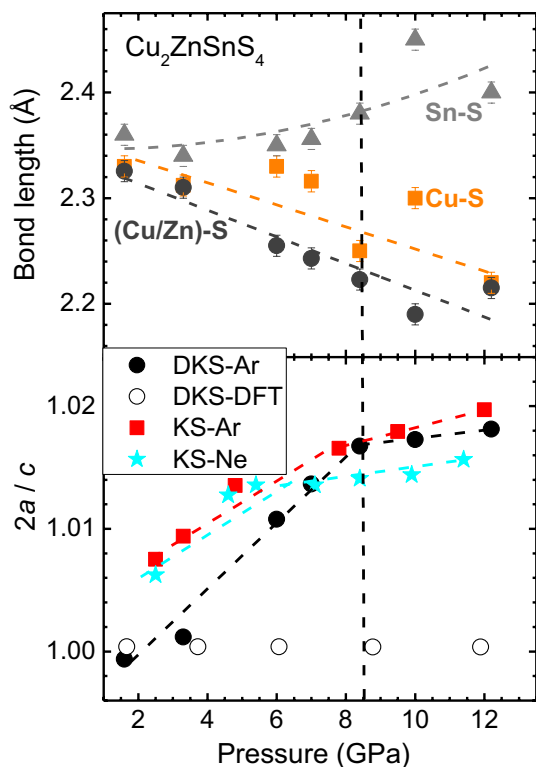 Cu₂ZnSnS₄
Bond length (Å)
2.4
2.3
2.2
Sn-S
Cu-S
(Cu/Zn)-S
DKS-Ar
DKS-DFT
KS-Ar
KS-Ne
2a / c
1.02
1.01
1.00
2 4 6 8 10 12
Pressure (GPa)